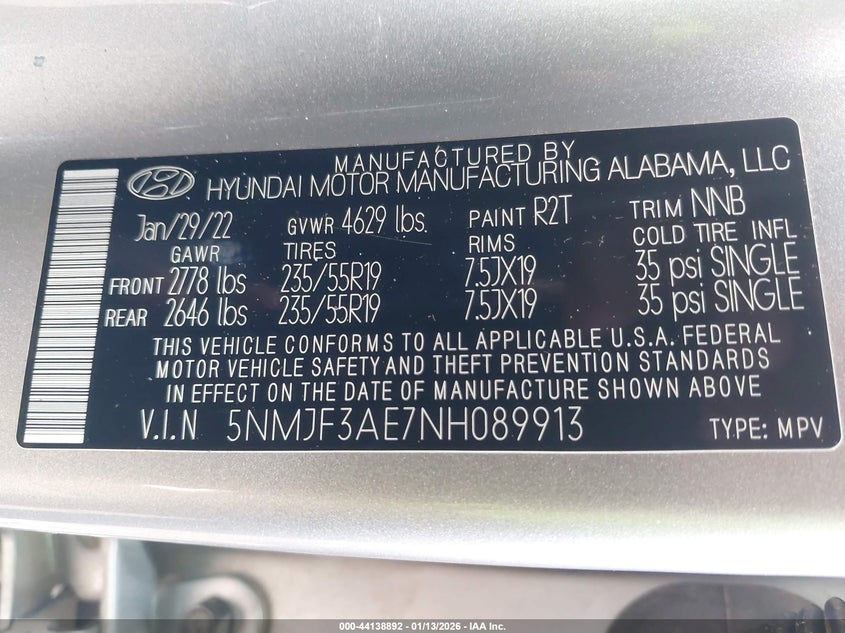 MANUFACTURED BY
HYUNDAI MOTOR MANUFACTURING ALABAMA, LLC
Jan/29/22 GVWR 4629 lbs. PAINT R2T TRIM NNB
GAWR TIRES RIMS COLD TIRE INFL
FRONT 2778 lbs 235/55R19 7.5JX19 35 psi SINGLE
REAR 2646 lbs 235/55R19 7.5JX19 35 psi SINGLE
THIS VEHICLE CONFORMS TO ALL APPLICABLE U.S.A. FEDERAL
MOTOR VEHICLE SAFETY AND THEFT PREVENTION STANDARDS
IN EFFECT ON THE DATE OF MANUFACTURE SHOWN ABOVE
V.I.N 5NMJF3AE7NH089913 TYPE: MPV
000-44138892 - 01/13/2026 - IAA Inc.